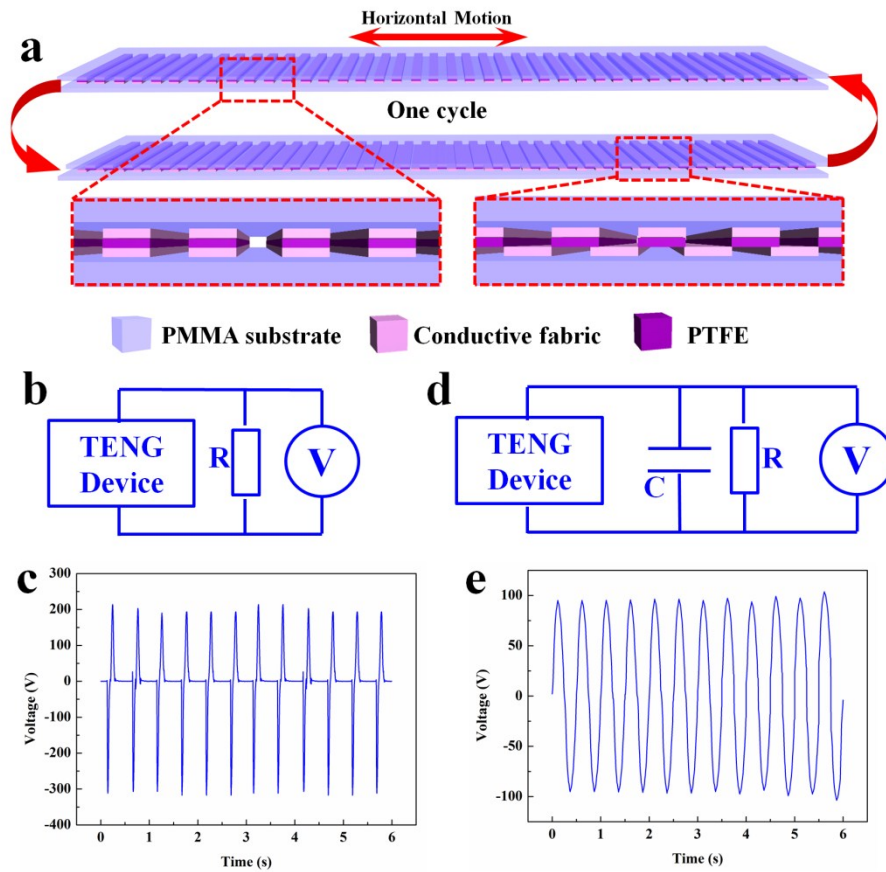 a
Horizontal Motion
One cycle
PMMA substrate
Conductive fabric
PTFE
b
TENG
Device
R
V
d
TENG
Device
C
R
V
c
300
200
100
0
-100
-200
-300
-400
Voltage (V)
0 1 2 3 4 5 6
Time (s)
e
100
50
0
-50
-100
Voltage (V)
0 1 2 3 4 5 6
Time (s)